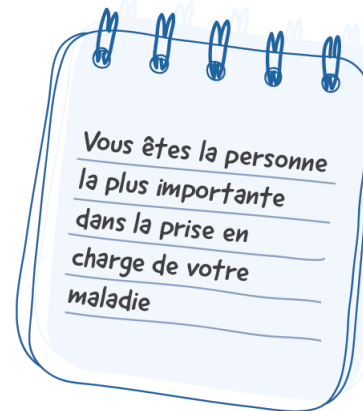 Vous êtes la personne
la plus importante
dans la prise en
charge de votre
maladie